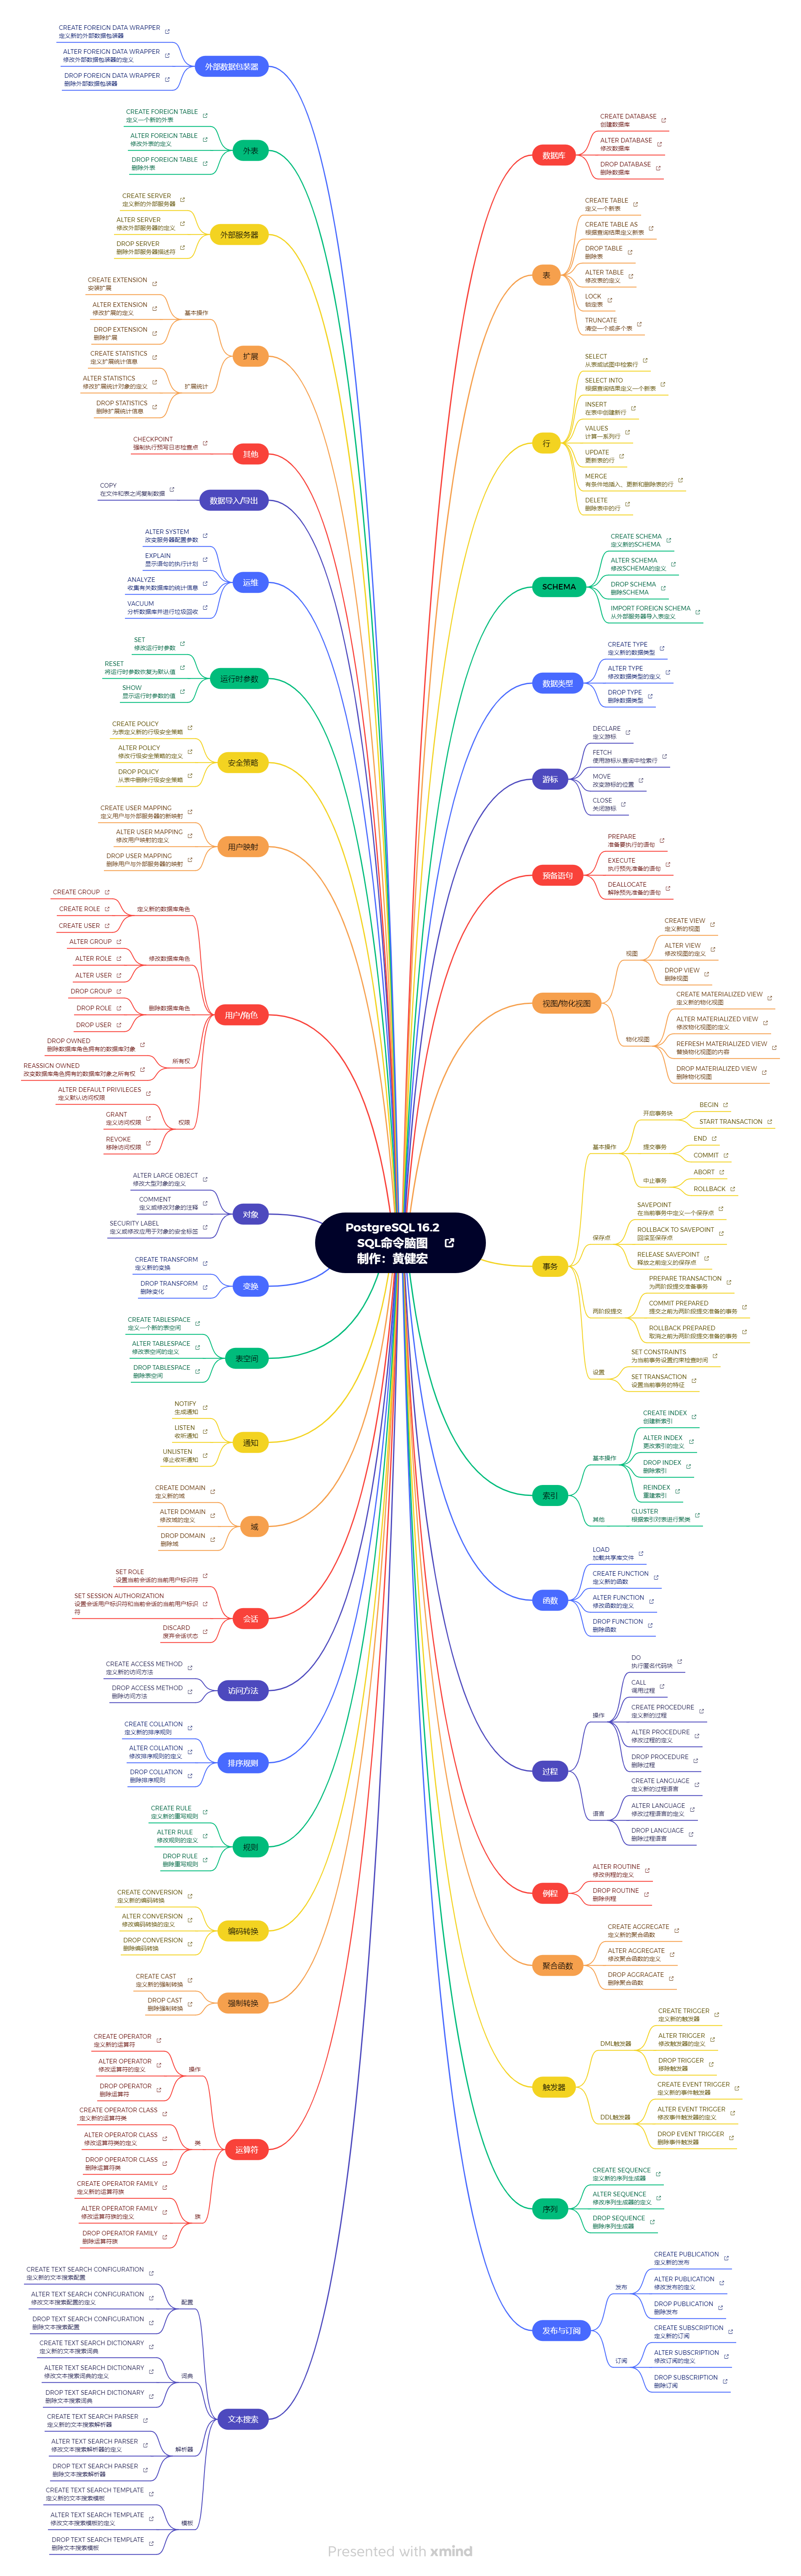 PostgreSQL 16.2
SQL命令脑图
制作：黄健宏
数据库
CREATE DATABASE
创建数据库
ALTER DATABASE
修改数据库
DROP DATABASE
删除数据库
表
CREATE TABLE
定义一个新表
CREATE TABLE AS
根据查询结果定义新表
DROP TABLE
删除表
ALTER TABLE
修改表的定义
LOCK
锁定表
TRUNCATE
清空一个或多个表
行
SELECT
从表或试图中检索行
SELECT INTO
根据查询结果定义一个新表
INSERT
在表中创建新行
VALUES
计算一系列行
UPDATE
更新表的行
MERGE
有条件地插入、更新和删除表的行
DELETE
删除表中的行
SCHEMA
CREATE SCHEMA
定义新的SCHEMA
ALTER SCHEMA
修改SCHEMA的定义
DROP SCHEMA
删除SCHEMA
IMPORT FOREIGN SCHEMA
从外部服务器导入表定义
数据类型
CREATE TYPE
定义新的数据类型
ALTER TYPE
修改数据类型的定义
DROP TYPE
删除数据类型
游标
DECLARE
定义游标
FETCH
使用游标从查询中检索行
MOVE
改变游标的位置
CLOSE
关闭游标
预备语句
PREPARE
准备要执行的语句
EXECUTE
执行预先准备的语句
DEALLOCATE
解除预先准备的语句
视图/物化视图
视图
CREATE VIEW
定义新的视图
ALTER VIEW
修改视图的定义
DROP VIEW
删除视图
物化视图
CREATE MATERIALIZED VIEW
定义新的物化视图
ALTER MATERIALIZED VIEW
修改物化视图的定义
REFRESH MATERIALIZED VIEW
替换物化视图的内容
DROP MATERIALIZED VIEW
删除物化视图
事务
基本操作
开启事务块
BEGIN
START TRANSACTION
提交事务
END
COMMIT
中止事务
ABORT
ROLLBACK
保存点
SAVEPOINT
在当前事务中定义一个保存点
ROLLBACK TO SAVEPOINT
回滚至保存点
RELEASE SAVEPOINT
释放之前定义的保存点
两阶段提交
PREPARE TRANSACTION
为两阶段提交准备事务
COMMIT PREPARED
提交之前为两阶段提交准备的事务
ROLLBACK PREPARED
取消之前为两阶段提交准备的事务
设置
SET CONSTRAINTS
为当前事务设置约束检查时间
SET TRANSACTION
设置当前事务的特征
索引
基本操作
CREATE INDEX
创建新索引
ALTER INDEX
更改索引的定义
DROP INDEX
删除索引
REINDEX
重建索引
其他
CLUSTER
根据索引对表进行聚类
函数
LOAD
加载共享库文件
CREATE FUNCTION
定义新的函数
ALTER FUNCTION
修改函数的定义
DROP FUNCTION
删除函数
过程
操作
DO
执行匿名代码块
CALL
调用过程
CREATE PROCEDURE
定义新的过程
ALTER PROCEDURE
修改过程的定义
DROP PROCEDURE
删除过程
语言
CREATE LANGUAGE
定义新的过程语言
ALTER LANGUAGE
修改过程语言的定义
DROP LANGUAGE
删除过程语言
例程
ALTER ROUTINE
修改例程的定义
DROP ROUTINE
删除例程
聚合函数
CREATE AGGREGATE
定义新的聚合函数
ALTER AGGREGATE
修改聚合函数的定义
DROP AGGRAGATE
删除聚合函数
触发器
DML触发器
CREATE TRIGGER
定义新的触发器
ALTER TRIGGER
修改触发器的定义
DROP TRIGGER
移除触发器
DDL触发器
CREATE EVENT TRIGGER
定义新的事件触发器
ALTER EVENT TRIGGER
修改事件触发器的定义
DROP EVENT TRIGGER
删除事件触发器
序列
CREATE SEQUENCE
定义新的序列生成器
ALTER SEQUENCE
修改序列生成器的定义
DROP SEQUENCE
删除序列生成器
发布与订阅
发布
CREATE PUBLICATION
定义新的发布
ALTER PUBLICATION
修改发布的定义
DROP PUBLICATION
删除发布
订阅
CREATE SUBSCRIPTION
定义新的订阅
ALTER SUBSCRIPTION
修改订阅的定义
DROP SUBSCRIPTION
删除订阅
外部数据包装器
CREATE FOREIGN DATA WRAPPER
定义新的外部数据包装器
ALTER FOREIGN DATA WRAPPER
修改外部数据包装器的定义
DROP FOREIGN DATA WRAPPER
删除外部数据包装器
外表
CREATE FOREIGN TABLE
定义一个新的外表
ALTER FOREIGN TABLE
修改外表的定义
DROP FOREIGN TABLE
删除外表
外部服务器
CREATE SERVER
定义新的外部服务器
ALTER SERVER
修改外部服务器的定义
DROP SERVER
删除外部服务器描述符
扩展
基本操作
CREATE EXTENSION
安装扩展
ALTER EXTENSION
修改扩展的定义
DROP EXTENSION
删除扩展
扩展统计
CREATE STATISTICS
定义扩展统计信息
ALTER STATISTICS
修改扩展统计对象的定义
DROP STATISTICS
删除扩展统计信息
其他
CHECKPOINT
强制执行预写日志检查点
数据导入/导出
COPY
在文件和表之间复制数据
运维
ALTER SYSTEM
改变服务器配置参数
EXPLAIN
显示语句的执行计划
ANALYZE
收集有关数据库的统计信息
VACUUM
分析数据库并进行垃圾回收
运行时参数
SET
修改运行时参数
RESET
将运行时参数恢复为默认值
SHOW
显示运行时参数的值
安全策略
CREATE POLICY
为表定义新的行级安全策略
ALTER POLICY
修改行级安全策略的定义
DROP POLICY
从表中删除行级安全策略
用户映射
CREATE USER MAPPING
定义用户与外部服务器的新映射
ALTER USER MAPPING
修改用户映射的定义
DROP USER MAPPING
删除用户与外部服务器的映射
用户/角色
定义新的数据库角色
CREATE GROUP
CREATE ROLE
CREATE USER
修改数据库角色
ALTER GROUP
ALTER ROLE
ALTER USER
删除数据库角色
DROP GROUP
DROP ROLE
DROP USER
所有权
DROP OWNED
删除数据库角色拥有的数据库对象
REASSIGN OWNED
改变数据库角色拥有的数据库对象之所有权
权限
ALTER DEFAULT PRIVILEGES
定义默认访问权限
GRANT
定义访问权限
REVOKE
移除访问权限
对象
ALTER LARGE OBJECT
修改大型对象的定义
COMMENT
定义或修改对象的注释
SECURITY LABEL
定义或修改应用于对象的安全标签
变换
CREATE TRANSFORM
定义新的变换
DROP TRANSFORM
删除变化
表空间
CREATE TABLESPACE
定义一个新的表空间
ALTER TABLESPACE
修改表空间的定义
DROP TABLESPACE
删除表空间
通知
NOTIFY
生成通知
LISTEN
收听通知
UNLISTEN
停止收听通知
域
CREATE DOMAIN
定义新的域
ALTER DOMAIN
修改域的定义
DROP DOMAIN
删除域
会话
SET ROLE
设置当前会话的当前用户标识符
SET SESSION AUTHORIZATION
设置会话用户标识符和当前会话的当前用户标识
符
DISCARD
废弃会话状态
访问方法
CREATE ACCESS METHOD
定义新的访问方法
DROP ACCESS METHOD
删除访问方法
排序规则
CREATE COLLATION
定义新的排序规则
ALTER COLLATION
修改排序规则的定义
DROP COLLATION
删除排序规则
规则
CREATE RULE
定义新的重写规则
ALTER RULE
修改规则的定义
DROP RULE
删除重写规则
编码转换
CREATE CONVERSION
定义新的编码转换
ALTER CONVERSION
修改编码转换的定义
DROP CONVERSION
删除编码转换
强制转换
CREATE CAST
定义新的强制转换
DROP CAST
删除强制转换
运算符
操作
CREATE OPERATOR
定义新的运算符
ALTER OPERATOR
修改运算符的定义
DROP OPERATOR
删除运算符
类
CREATE OPERATOR CLASS
定义新的运算符类
ALTER OPERATOR CLASS
修改运算符类的定义
DROP OPERATOR CLASS
删除运算符类
族
CREATE OPERATOR FAMILY
定义新的运算符族
ALTER OPERATOR FAMILY
修改运算符族的定义
DROP OPERATOR FAMILY
删除运算符族
文本搜索
配置
CREATE TEXT SEARCH CONFIGURATION
定义新的文本搜索配置
ALTER TEXT SEARCH CONFIGURATION
修改文本搜索配置的定义
DROP TEXT SEARCH CONFIGURATION
删除文本搜索配置
词典
CREATE TEXT SEARCH DICTIONARY
定义新的文本搜索词典
ALTER TEXT SEARCH DICTIONARY
修改文本搜索词典的定义
DROP TEXT SEARCH DICTIONARY
删除文本搜索词典
解析器
CREATE TEXT SEARCH PARSER
定义新的文本搜索解析器
ALTER TEXT SEARCH PARSER
修改文本搜索解析器的定义
DROP TEXT SEARCH PARSER
删除文本搜索解析器
模板
CREATE TEXT SEARCH TEMPLATE
定义新的文本搜索模板
ALTER TEXT SEARCH TEMPLATE
修改文本搜索模板的定义
DROP TEXT SEARCH TEMPLATE
删除文本搜索模板
Presented with xmind